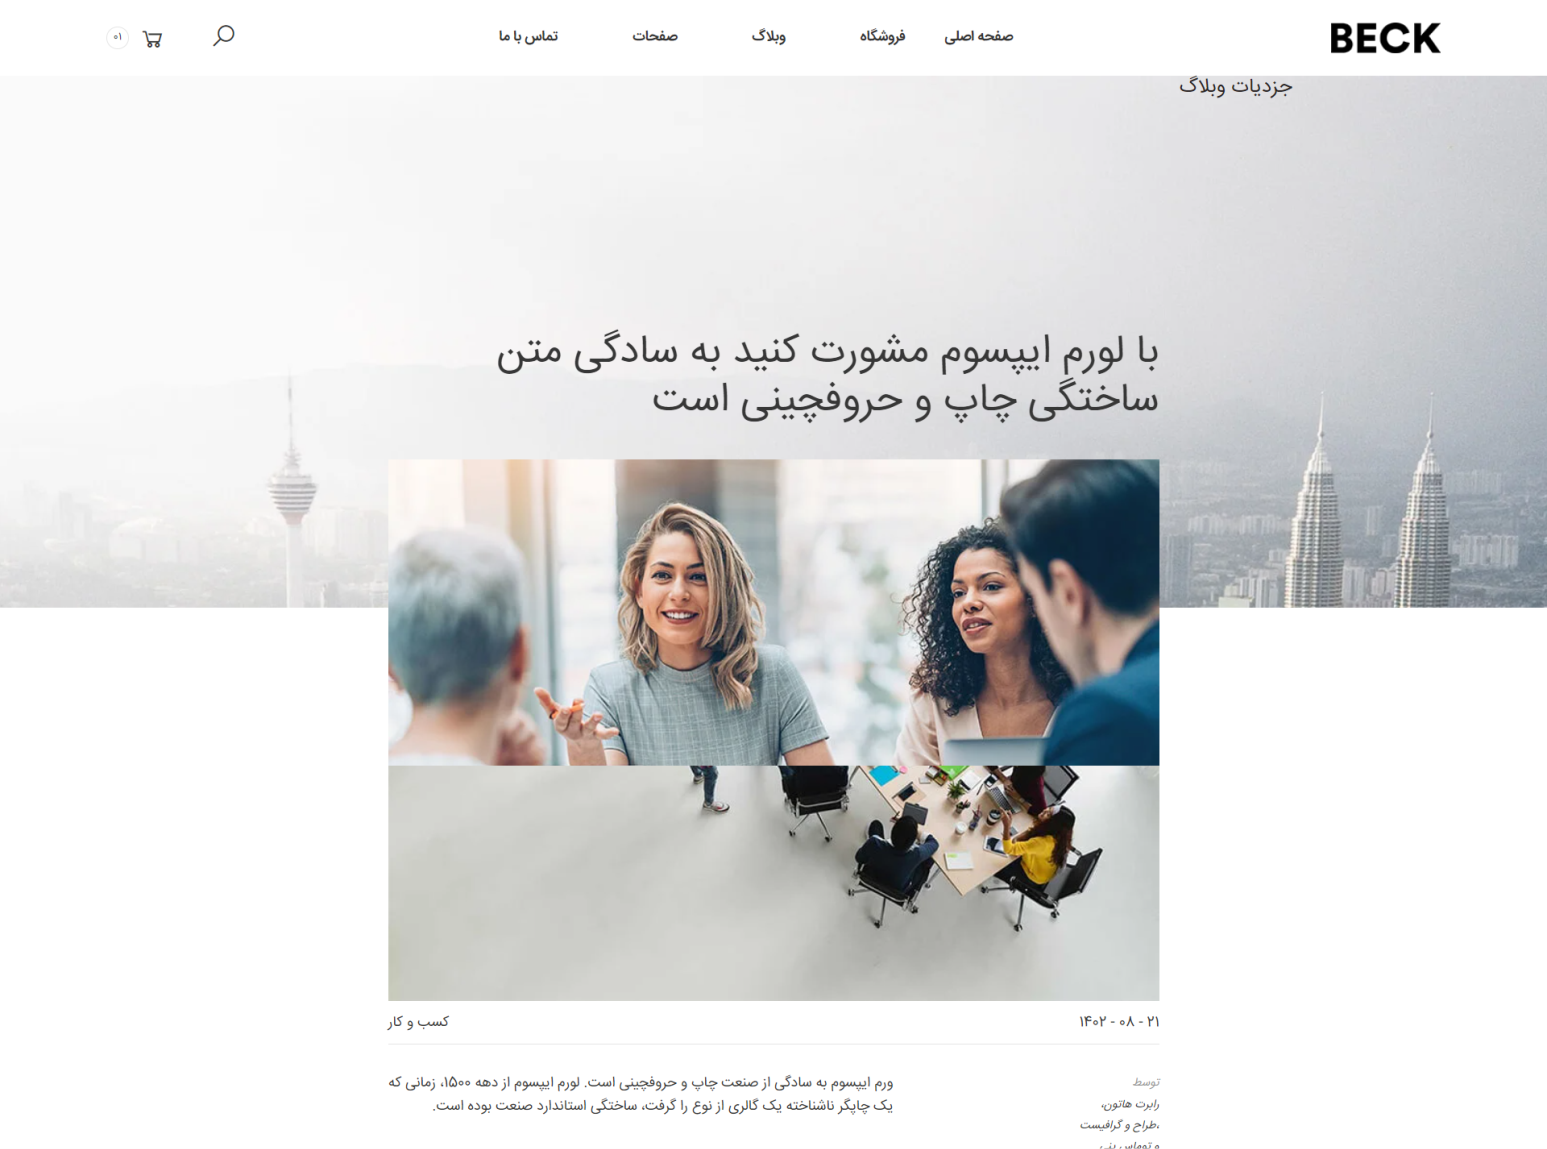 BECK
صفحه اصلی
فروشگاه
وبلاگ
صفحات
تماس با ما
۰۱
جزدیات وبلاگ
با لورم ایپسوم مشورت کنید به سادگی متن
ساختگی چاپ و حروفچینی است
۲۱ - ۰۸ - ۱۴۰۲
کسب و کار
توسط
رابرت هاتون،
،طراح و گرافیست
و توماس بنی
ورم ایپسوم به سادگی از صنعت چاپ و حروفچینی است. لورم ایپسوم از دهه ۱۵۰۰، زمانی که
یک چاپگر ناشناخته یک گالری از نوع را گرفت، ساختگی استاندارد صنعت بوده است.